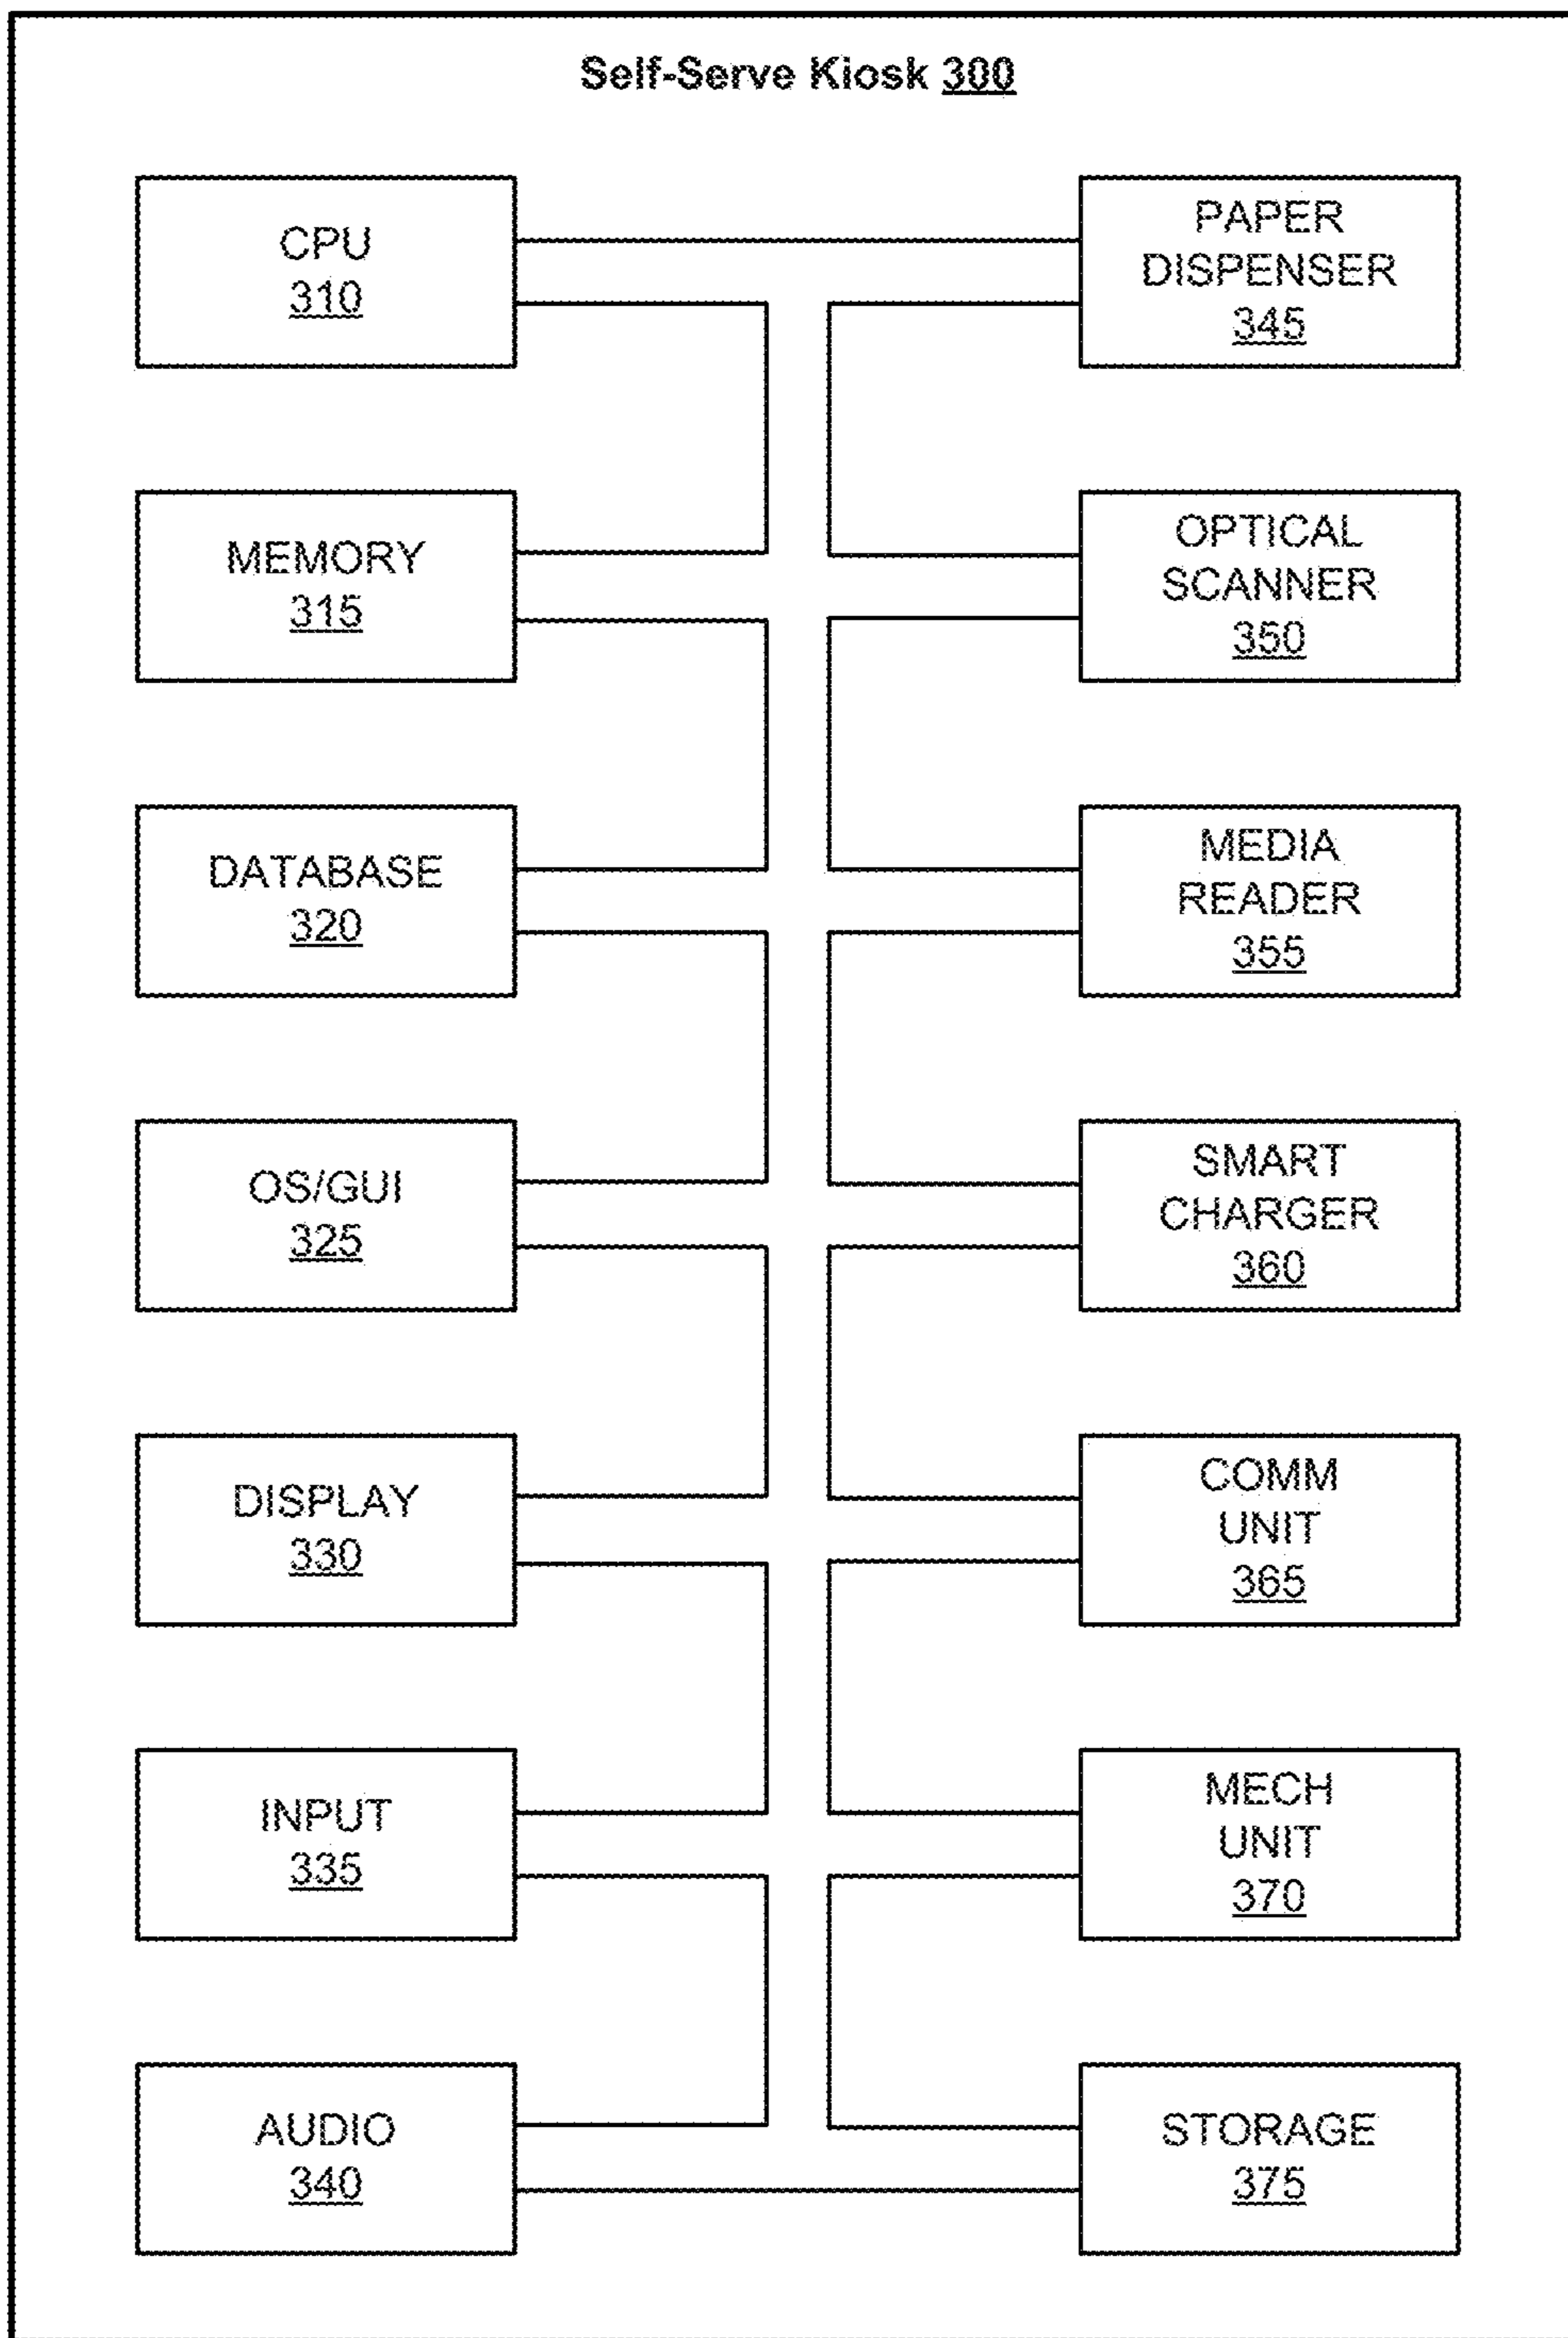 Self-Serve Kiosk 300
CPU
310
MEMORY
315
DATABASE
320
OS/GUI
325
DISPLAY
330
INPUT
335
AUDIO
340
PAPER
DISPENSER
345
OPTICAL
SCANNER
350
MEDIA
READER
355
SMART
CHARGER
360
COMM
UNIT
365
MECH
UNIT
370
STORAGE
375